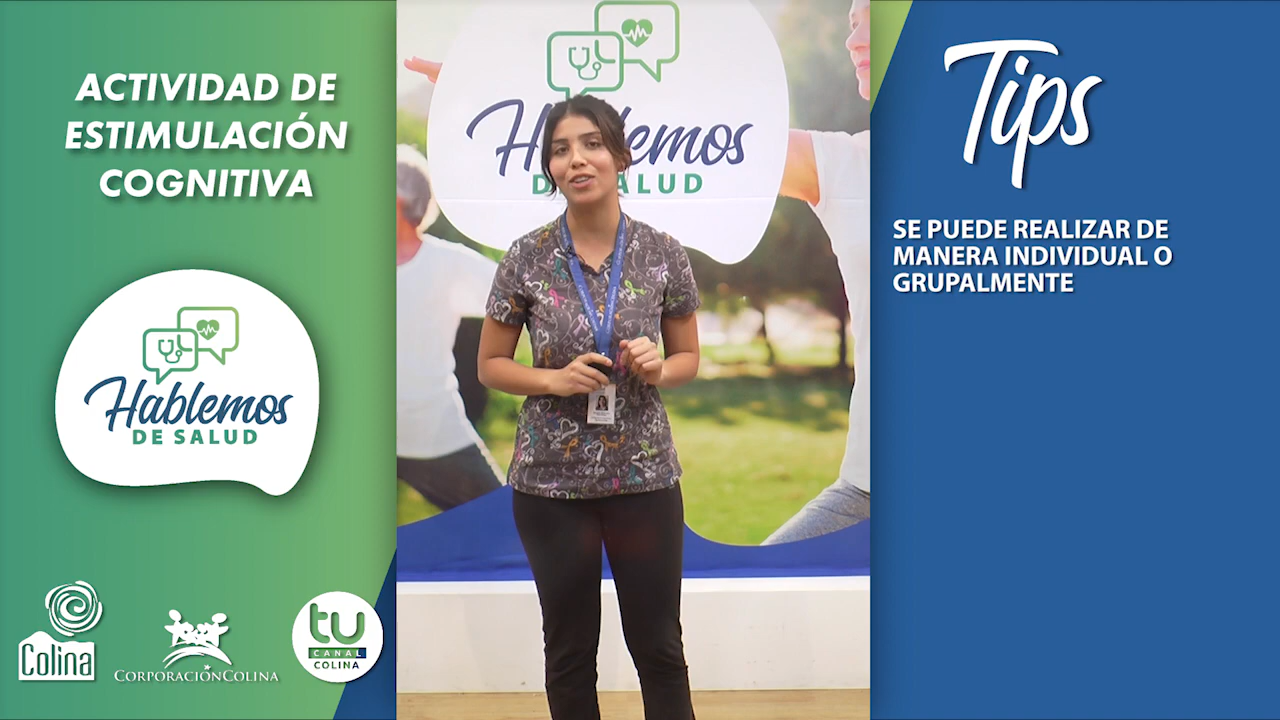 ACTIVIDAD DE
ESTIMULACIÓN
COGNITIVA
Hablemos
DE SALUD
Colina
CORPORACIÓNCOLINA
tu
CANAL
COLINA
Hablemos
DE SALUD
Tips
SE PUEDE REALIZAR DE
MANERA INDIVIDUAL O
GRUPALMENTE